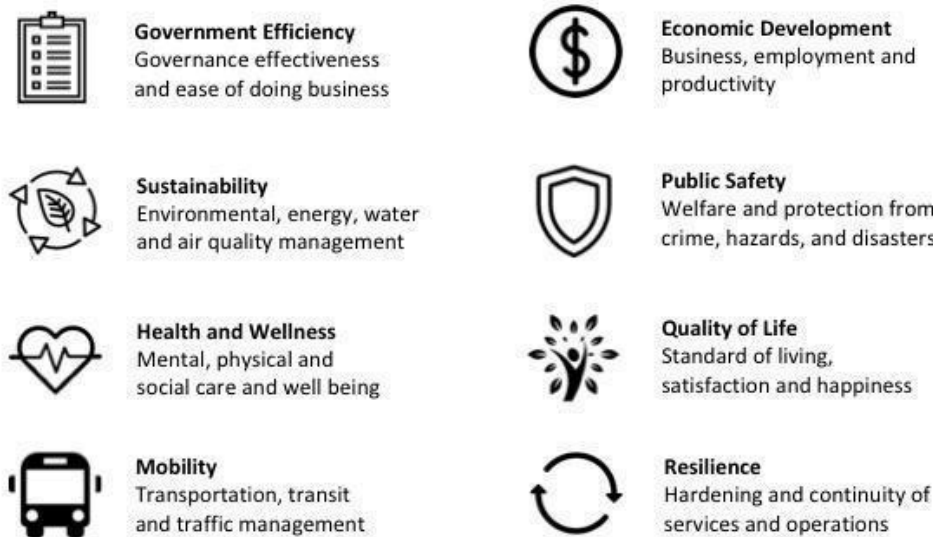 Government Efficiency
Governance effectiveness
and ease of doing business
Economic Development
Business, employment and
productivity
Sustainability
Environmental, energy, water
and air quality management
Public Safety
Welfare and protection from
crime, hazards, and disasters
Health and Wellness
Mental, physical and
social care and well being
Quality of Life
Standard of living,
satisfaction and happiness
Mobility
Transportation, transit
and traffic management
Resilience
Hardening and continuity of
services and operations